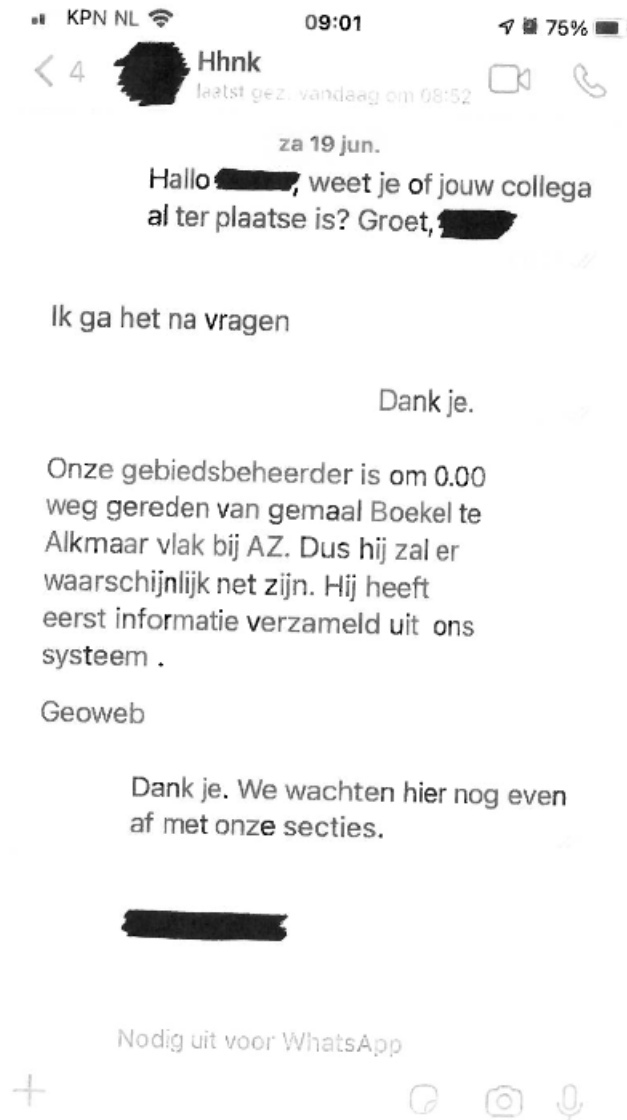 KPN NL 09:01 75%
4 Hhnk
laatst gez. vandaag om 08:52
za 19 jun.
Hallo , weet je of jouw collega
al ter plaatse is? Groet,
Ik ga het na vragen
Dank je.
Onze gebiedsbeheerder is om 0.00
weg gereden van gemaal Boekel te
Alkmaar vlak bij AZ. Dus hij zal er
waarschijnlijk net zijn. Hij heeft
eerst informatie verzameld uit ons
systeem .
Geoweb
Dank je. We wachten hier nog even
af met onze secties.
Nodig uit voor WhatsApp